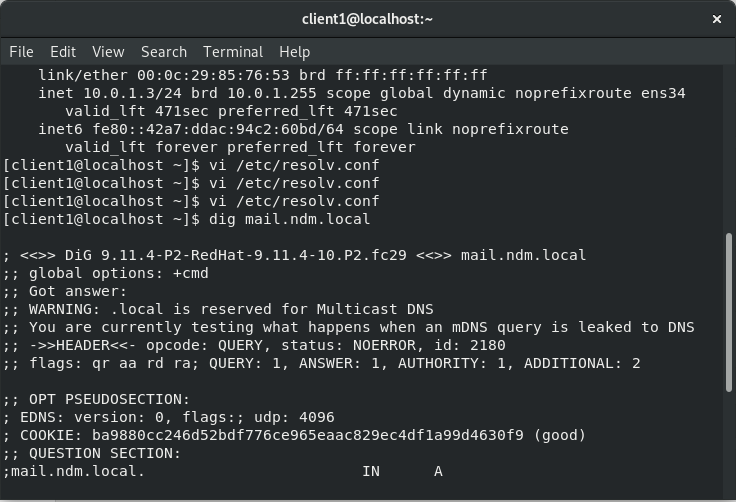 client1@localhost:~
File Edit View Search Terminal Help
link/ether 00:0c:29:85:76:53 brd ff:ff:ff:ff:ff:ff
inet 10.0.1.3/24 brd 10.0.1.255 scope global dynamic noprefixroute ens34
valid_lft 471sec preferred_lft 471sec
inet6 fe80::42a7:ddac:94c2:60bd/64 scope link noprefixroute
valid_lft forever preferred_lft forever
[client1@localhost ~]$ vi /etc/resolv.conf
[client1@localhost ~]$ vi /etc/resolv.conf
[client1@localhost ~]$ vi /etc/resolv.conf
[client1@localhost ~]$ dig mail.ndm.local
; <<>> DiG 9.11.4-P2-RedHat-9.11.4-10.P2.fc29 <<>> mail.ndm.local
;; global options: +cmd
;; Got answer:
;; WARNING: .local is reserved for Multicast DNS
;; You are currently testing what happens when an mDNS query is leaked to DNS
;; ->>HEADER<<- opcode: QUERY, status: NOERROR, id: 2180
;; flags: qr aa rd ra; QUERY: 1, ANSWER: 1, AUTHORITY: 1, ADDITIONAL: 2
;; OPT PSEUDOSECTION:
; EDNS: version: 0, flags:; udp: 4096
; COOKIE: ba9880cc246d52bdf776ce965eaac829ec4df1a99d4630f9 (good)
;; QUESTION SECTION:
;mail.ndm.local. IN A